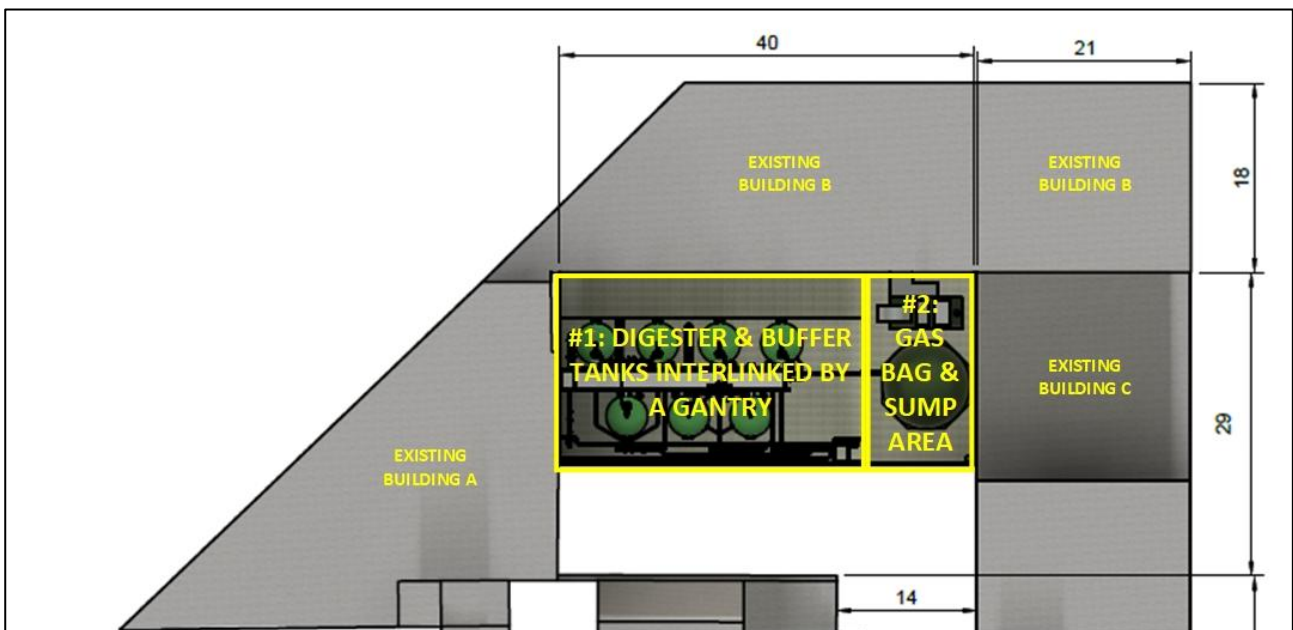 40
21
EXISTING
BUILDING B
EXISTING
BUILDING B
18
#1: DIGESTER & BUFFER
TANKS INTERLINKED BY
A GANTRY
#2:
GAS
BAG &
SUMP
AREA
EXISTING
BUILDING C
29
EXISTING
BUILDING A
14